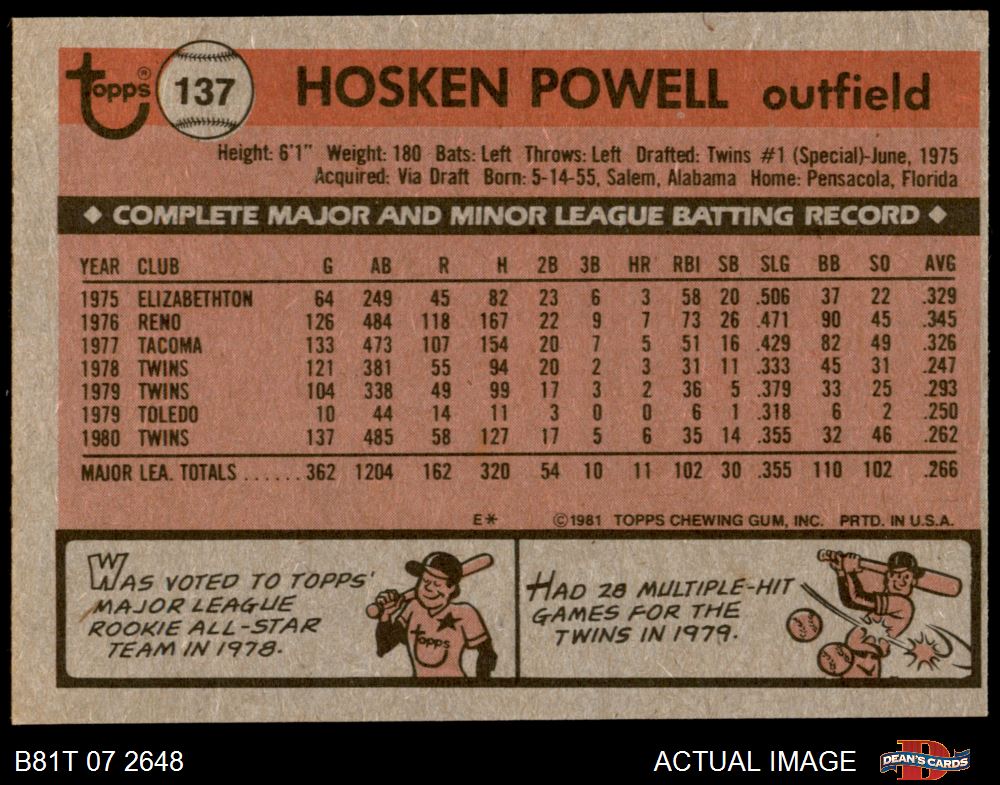 topps® 137 HOSKEN POWELL outfield
Height: 6'1" Weight: 180 Bats: Left Throws: Left Drafted: Twins #1 (Special)-June, 1975
Acquired: Via Draft Born: 5-14-55, Salem, Alabama Home: Pensacola, Florida
◆ COMPLETE MAJOR AND MINOR LEAGUE BATTING RECORD ◆
YEAR CLUB G AB R H 2B 3B HR RBI SB SLG BB SO AVG
1975 ELIZABETHTON 64 249 45 82 23 6 3 58 20 .506 37 22 .329
1976 RENO 126 484 118 167 22 9 7 73 26 .471 90 45 .345
1977 TACOMA 133 473 107 154 20 7 5 51 16 .429 82 49 .326
1978 TWINS 121 381 55 94 20 2 3 31 11 .333 45 31 .247
1979 TWINS 104 338 49 99 17 3 2 36 5 .379 33 25 .293
1979 TOLEDO 10 44 14 11 3 0 0 6 1 .318 6 2 .250
1980 TWINS 137 485 58 127 17 5 6 35 14 .355 32 46 .262
MAJOR LEA. TOTALS ...... 362 1204 162 320 54 10 11 102 30 .355 110 102 .266
E* ©1981 TOPPS CHEWING GUM, INC. PRTD. IN U.S.A.
WAS VOTED TO TOPPS'
MAJOR LEAGUE
ROOKIE ALL-STAR
TEAM IN 1978.
topps
HAD 28 MULTIPLE-HIT
GAMES FOR THE
TWINS IN 1979.
B81T 07 2648 ACTUAL IMAGE DEAN'S CARDS